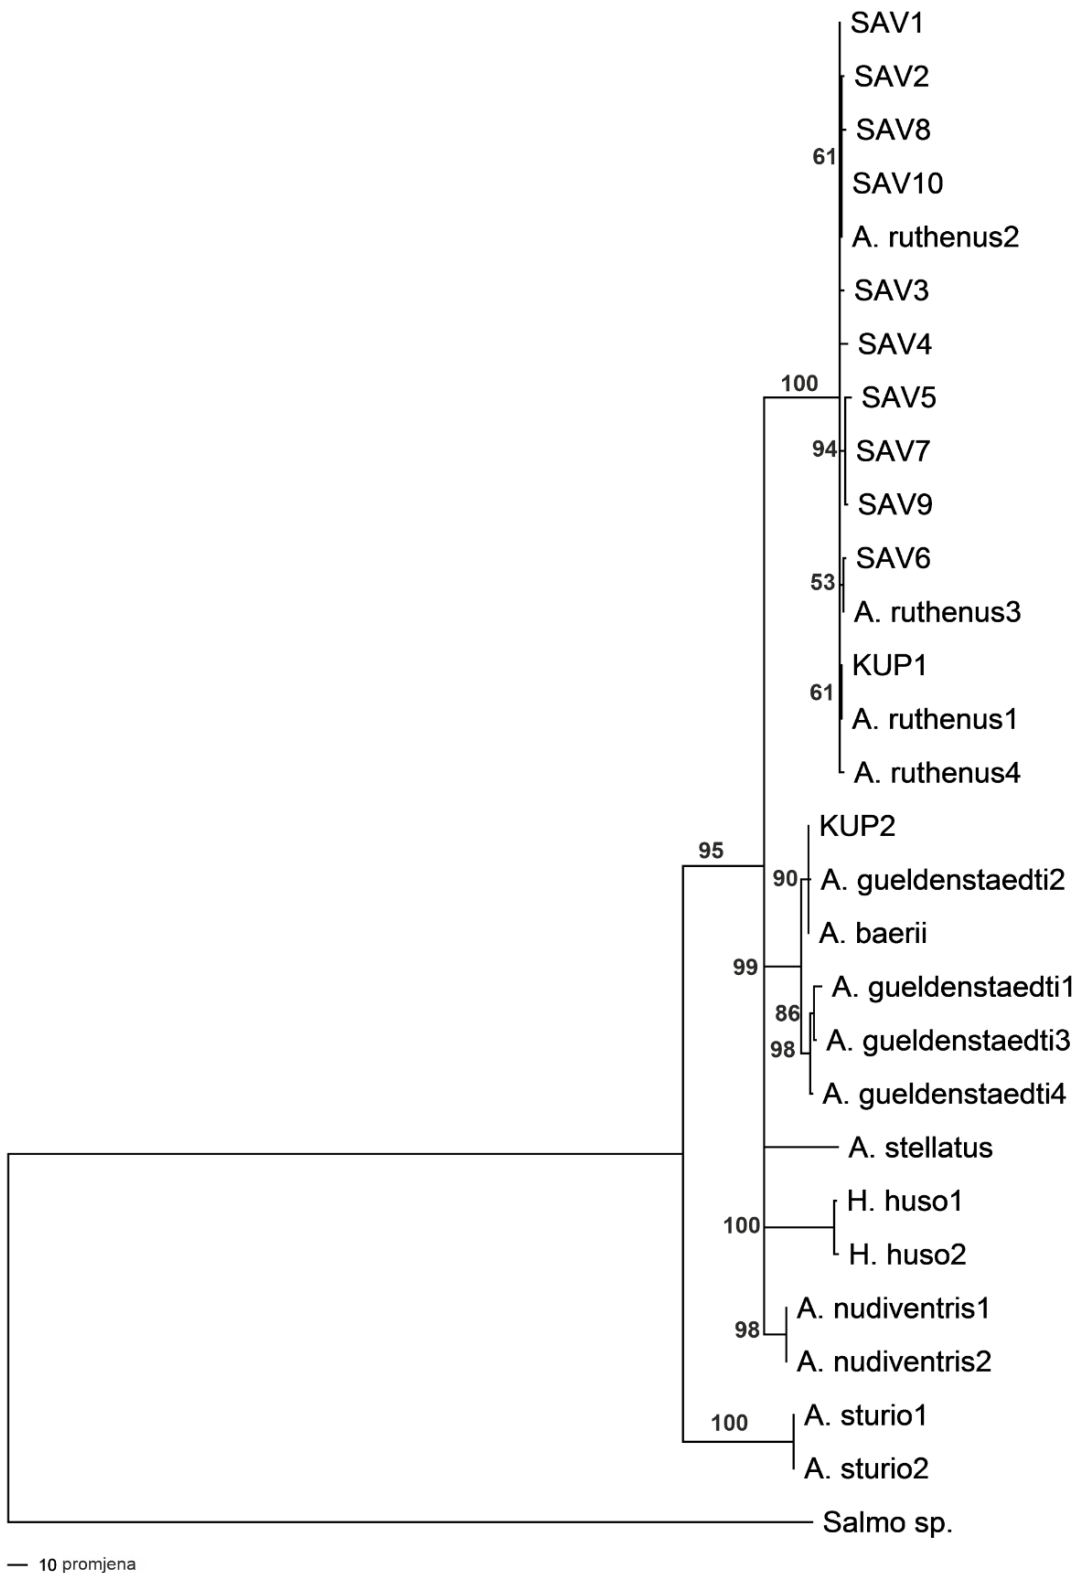 SAV1
SAV2
SAV8
61
SAV10
A. ruthenus2
SAV3
SAV4
100
SAV5
94
SAV7
SAV9
SAV6
53
A. ruthenus3
KUP1
61
A. ruthenus1
A. ruthenus4
KUP2
95
90
A. gueldenstaedti2
A. baerii
99
A. gueldenstaedti1
86
A. gueldenstaedti3
98
A. gueldenstaedti4
A. stellatus
H. huso1
100
H. huso2
A. nudiventris1
98
A. nudiventris2
A. sturio1
100
A. sturio2
Salmo sp.
10 promjena